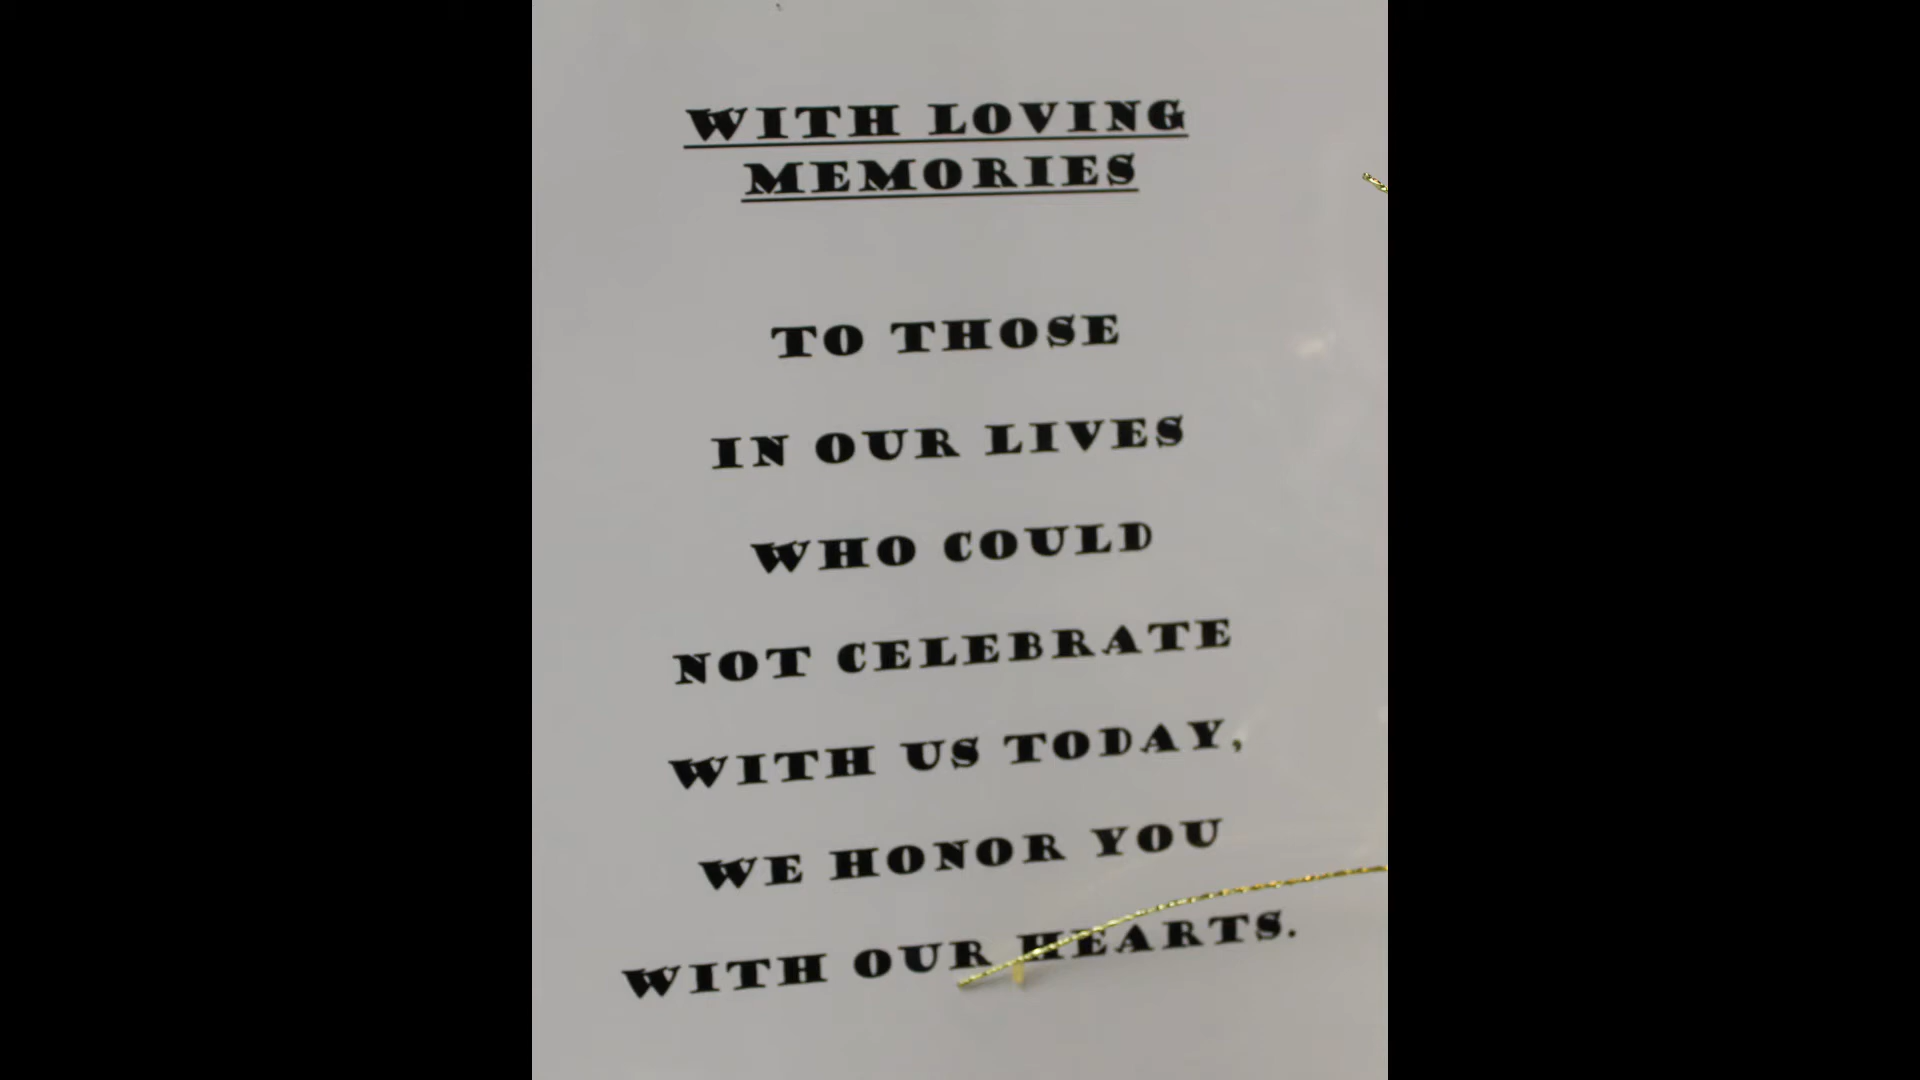 WITH LOVING
MEMORIES
TO THOSE
IN OUR LIVES
WHO COULD
NOT CELEBRATE
WITH US TODAY,
WE HONOR YOU
WITH OUR HEARTS.